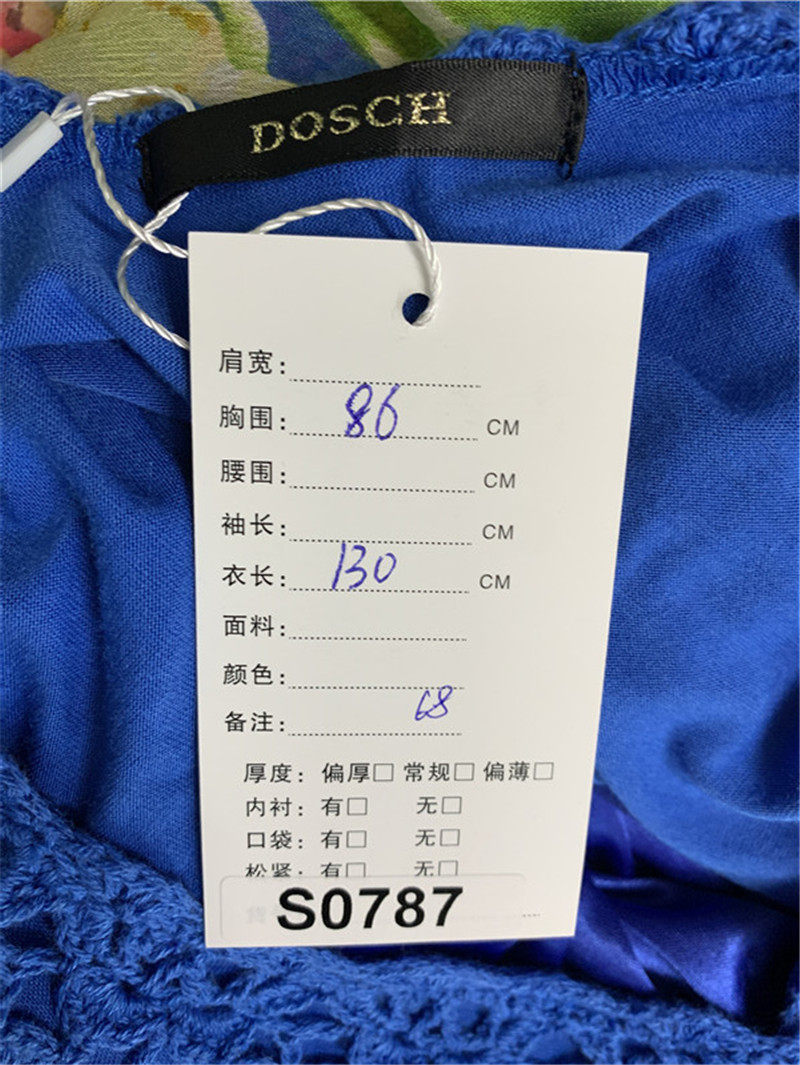 DOSCH
肩宽:
胸围: 86 CM
腰围: CM
袖长: CM
衣长: 130 CM
面料:
颜色:
备注: 68
厚度: 偏厚□ 常规□ 偏薄□
内衬: 有□ 无□
口袋: 有□ 无□
松紧: 有□ 无□
S0787